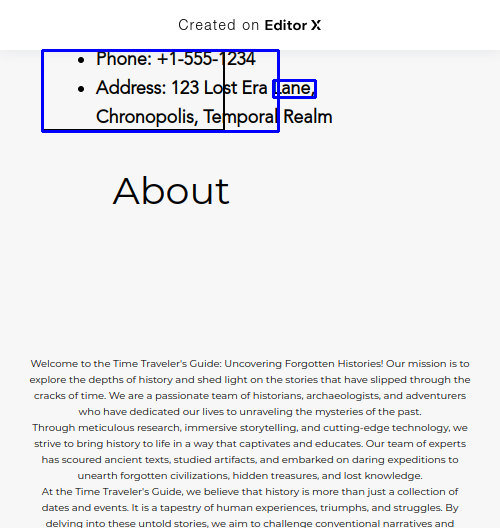 Created on Editor X
Phone: +1-555-1234
Address: 123 Lost Era Lane,
Chronopolis, Temporal Realm
About
Welcome to the Time Traveler's Guide: Uncovering Forgotten Histories! Our mission is to
explore the depths of history and shed light on the stories that have slipped through the
cracks of time. We are a passionate team of historians, archaeologists, and adventurers
who have dedicated our lives to unraveling the mysteries of the past.
Through meticulous research, immersive storytelling, and cutting-edge technology, we
strive to bring history to life in a way that captivates and educates. Our team of experts
has scoured ancient texts, studied artifacts, and embarked on daring expeditions to
unearth forgotten civilizations, hidden treasures, and lost knowledge.
At the Time Traveler's Guide, we believe that history is more than just a collection of
dates and events. It is a tapestry of human experiences, triumphs, and struggles. By
delving into these untold stories, we aim to challenge conventional narratives and